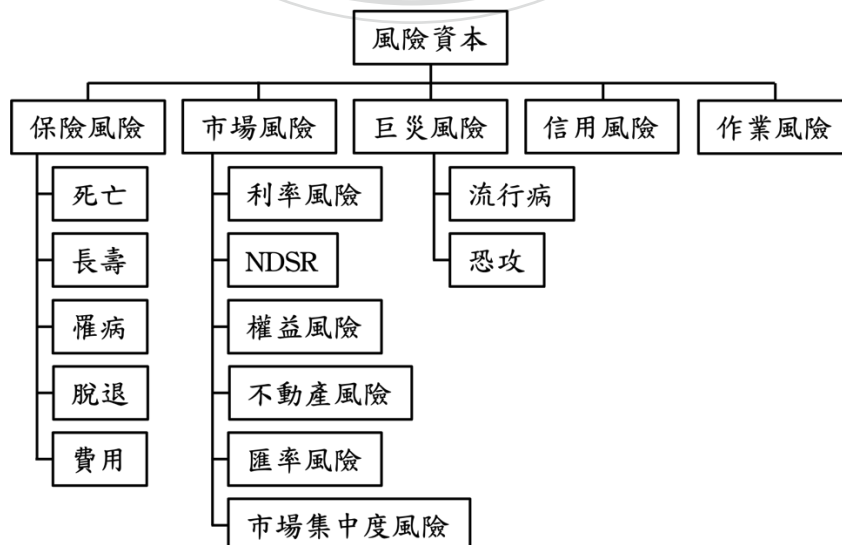 風險資本
保險風險
市場風險
巨災風險
信用風險
作業風險
死亡
長壽
罹病
脫退
費用
利率風險
NDSR
權益風險
不動產風險
匯率風險
市場集中度風險
流行病
恐攻